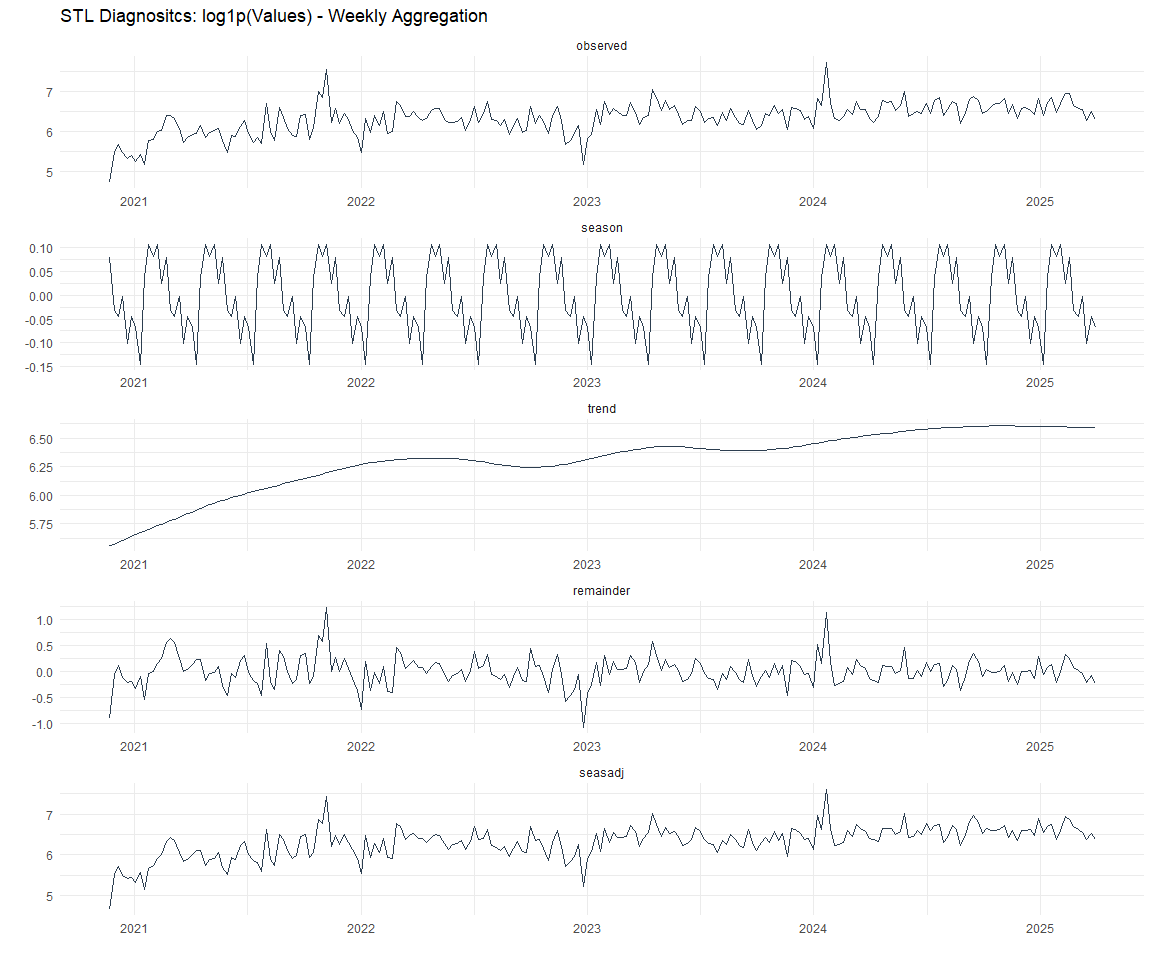 STL Diagnositcs: log1p(Values) - Weekly Aggregation
observed
7
6
5
2021 2022 2023 2024 2025
season
0.10
0.05
0.00
-0.05
-0.10
-0.15
2021 2022 2023 2024 2025
trend
6.50
6.25
6.00
5.75
2021 2022 2023 2024 2025
remainder
1.0
0.5
0.0
-0.5
-1.0
2021 2022 2023 2024 2025
seasadj
7
6
5
2021 2022 2023 2024 2025